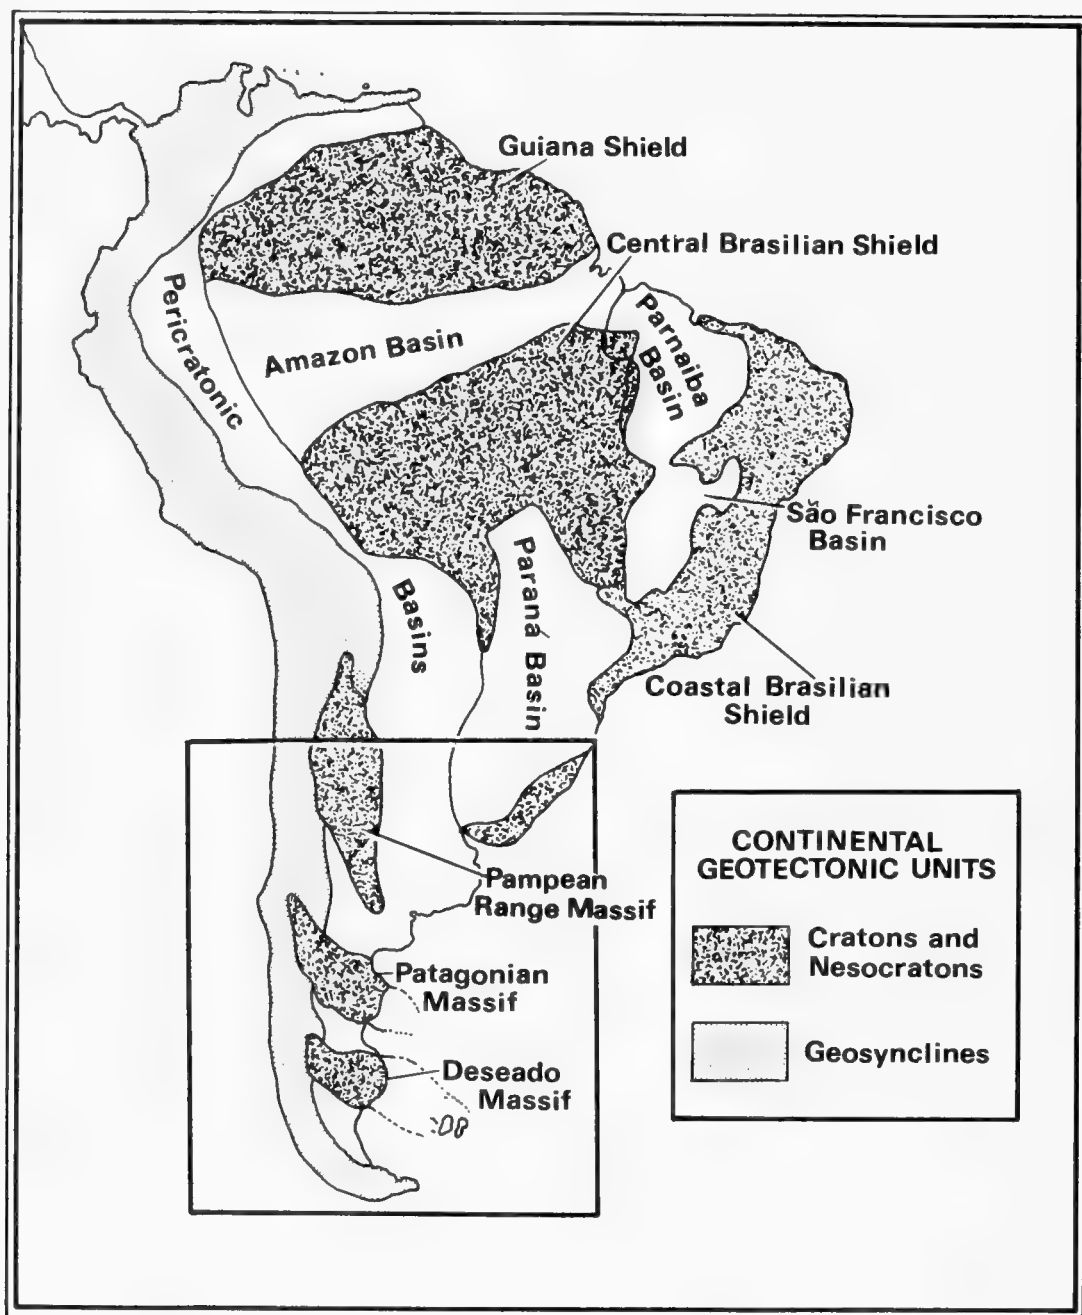 Guiana Shield
Central Brasilian Shield
Pericratonic
Amazon Basin
Parnaiba
Basin
São Francisco
Basin
Basins
Paraná Basin
Coastal Brasilian
Shield
Pampean
Range Massif
Patagonian
Massif
Deseado
Massif
CONTINENTAL
GEOTECTONIC UNITS
Cratons and
Nesocratons
Geosynclines